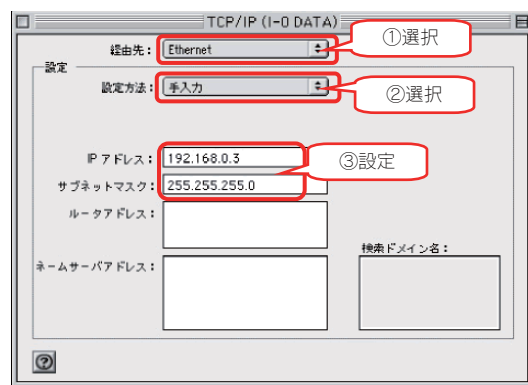 TCP/IP (I-O DATA)
経由先： Ethernet
①選択
設定
設定方法： 手入力
②選択
IP アドレス： 192.168.0.3
③設定
サブネットマスク： 255.255.255.0
ルータアドレス：
検索ドメイン名：
ネームサーバアドレス：
?